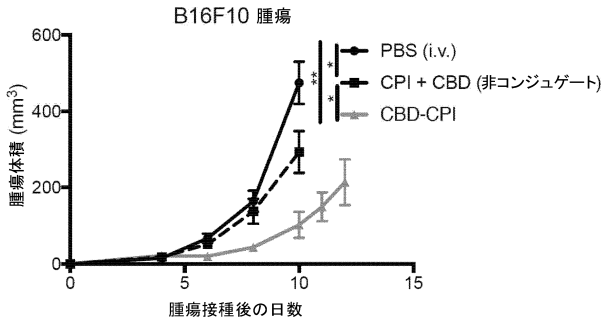 B16F10 腫瘍
600
400
200
0
腫瘍体積 (mm³)
0
5
10
15
腫瘍接種後の日数
**
*
*
PBS (i.v.)
CPI + CBD (非コンジュゲート)
CBD-CPI